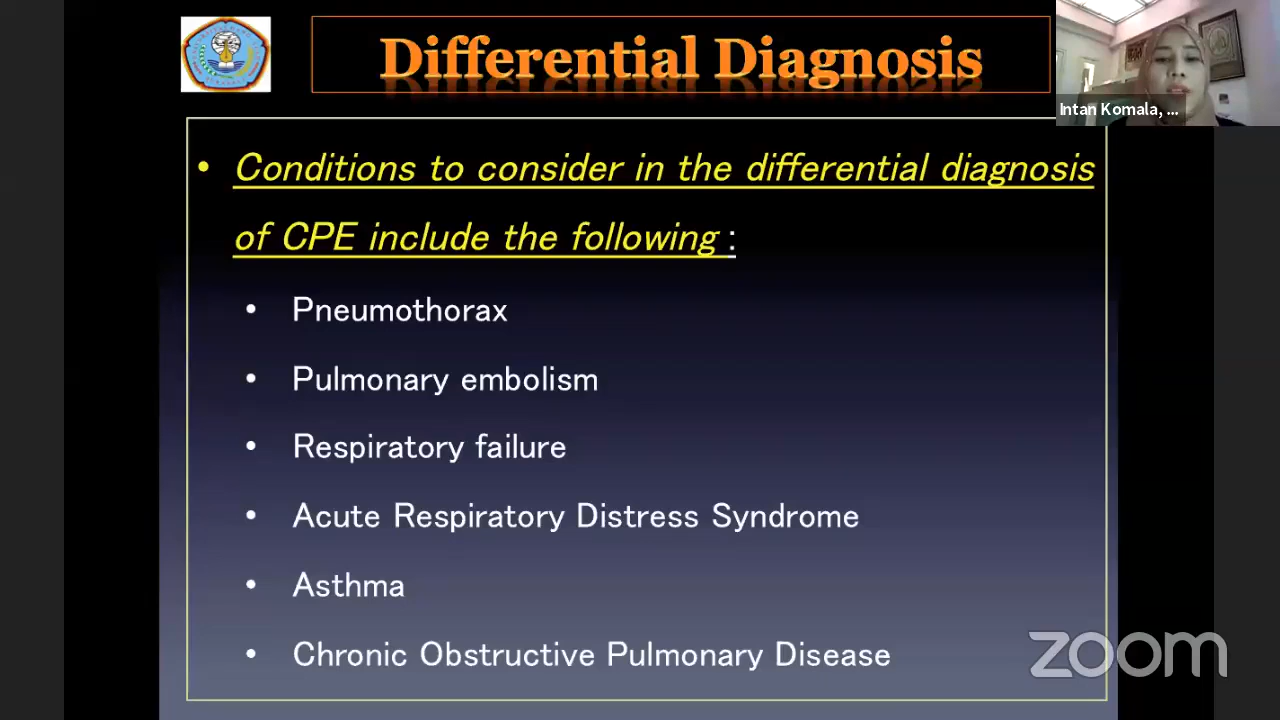 Differential Diagnosis
Intan Komala, ...
• Conditions to consider in the differential diagnosis
of CPE include the following :
• Pneumothorax
• Pulmonary embolism
• Respiratory failure
• Acute Respiratory Distress Syndrome
• Asthma
• Chronic Obstructive Pulmonary Disease
zoom